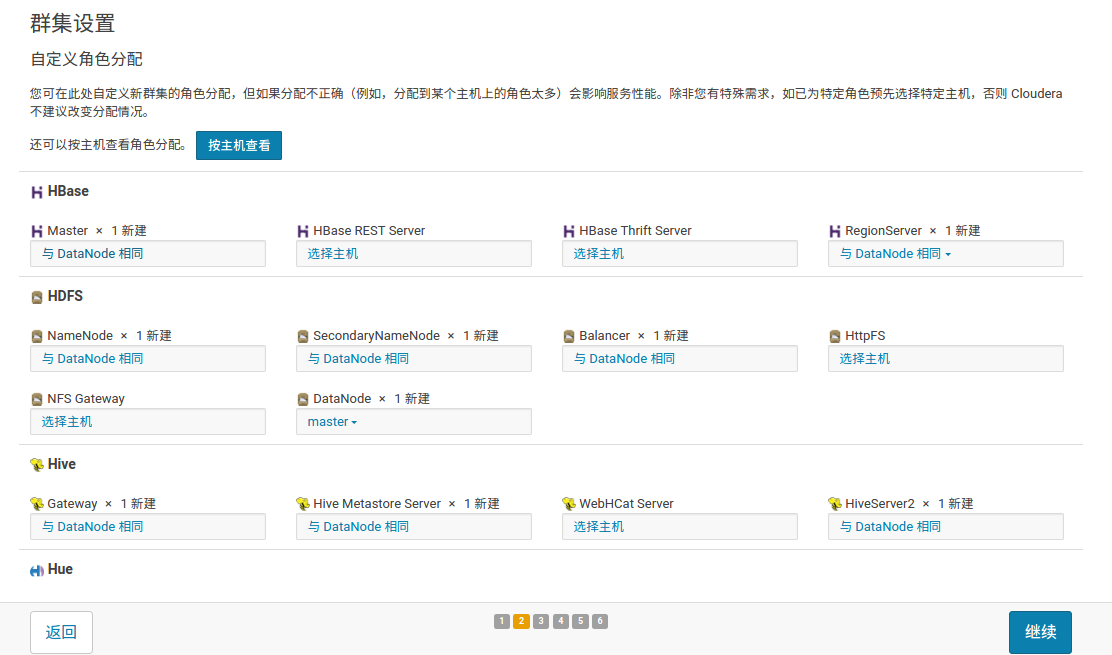 群集设置
自定义角色分配
您可在此处自定义新群集的角色分配，但如果分配不正确（例如，分配到某个主机上的角色太多）会影响服务性能。除非您有特殊需求，如已为特定角色预先选择特定主机，否则 Cloudera
不建议改变分配情况。
还可以按主机查看角色分配。 按主机查看
HBase
Master × 1 新建 HBase REST Server HBase Thrift Server RegionServer × 1 新建
与 DataNode 相同 选择主机 选择主机 与 DataNode 相同
HDFS
NameNode × 1 新建 SecondaryNameNode × 1 新建 Balancer × 1 新建 HttpFS
与 DataNode 相同 与 DataNode 相同 与 DataNode 相同 选择主机
NFS Gateway DataNode × 1 新建
选择主机 master
Hive
Gateway × 1 新建 Hive Metastore Server × 1 新建 WebHCat Server HiveServer2 × 1 新建
与 DataNode 相同 与 DataNode 相同 选择主机 与 DataNode 相同
Hue
返回 1 2 3 4 5 6 继续